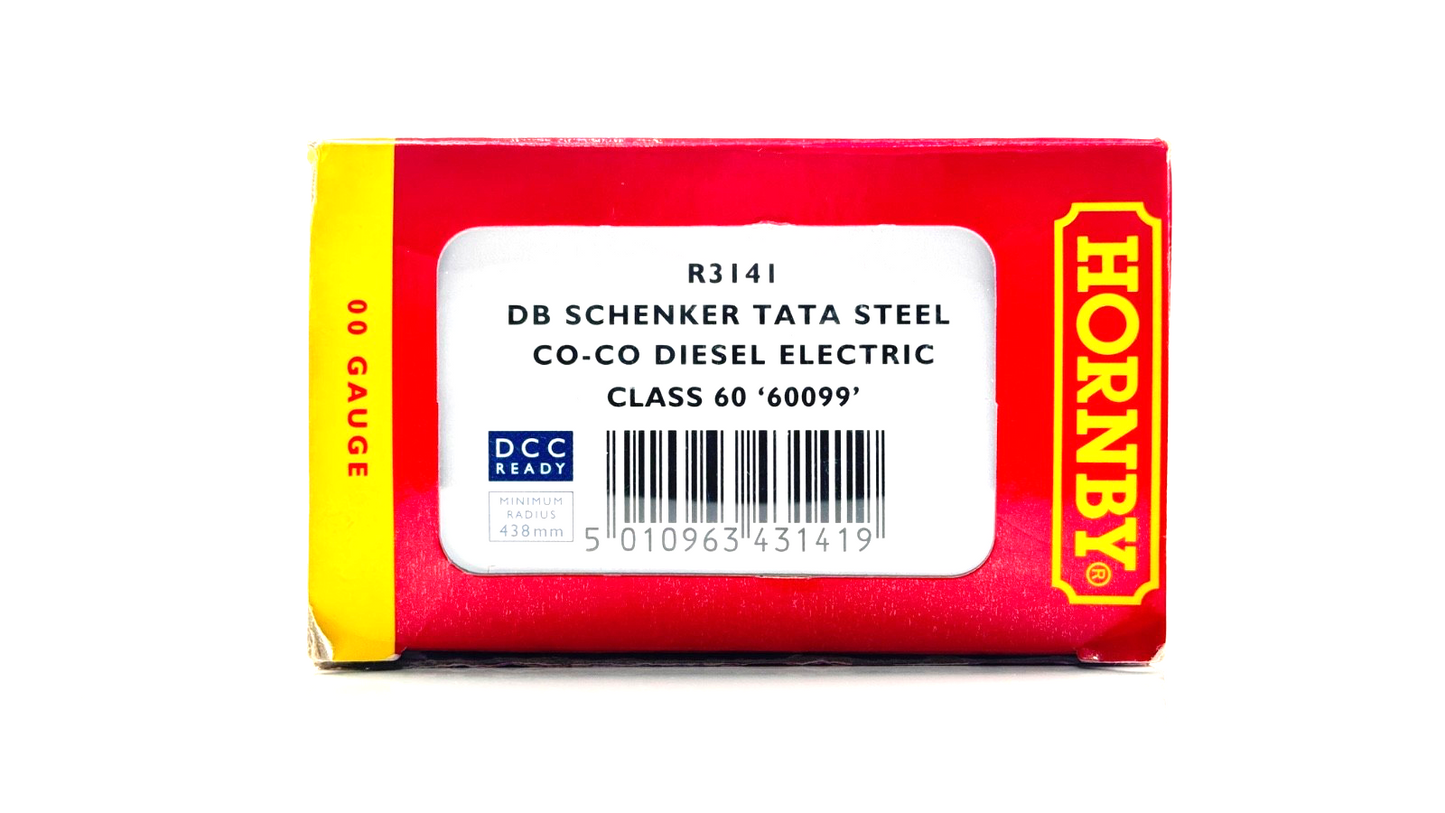 00 GAUGE
R3141
DB SCHENKER TATA STEEL
CO-CO DIESEL ELECTRIC
CLASS 60 ‘60099’
DCC
READY
MINIMUM
RADIUS
438mm
5 010963 431419
HORNBY®